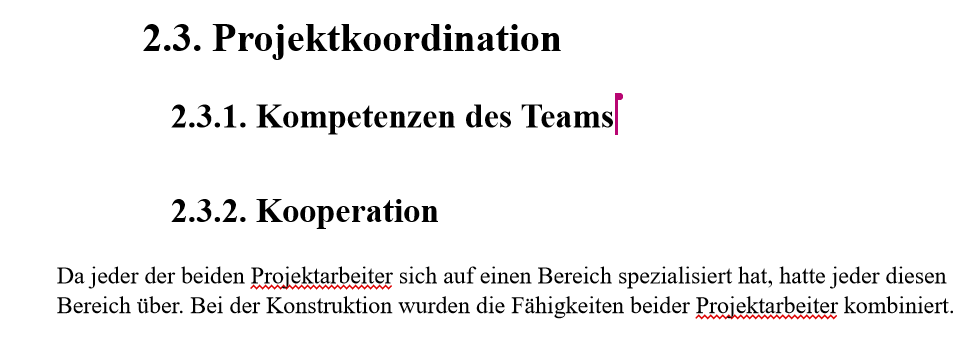 2.3. Projektkoordination
2.3.1. Kompetenzen des Teams
2.3.2. Kooperation
Da jeder der beiden Projektarbeiter sich auf einen Bereich spezialisiert hat, hatte jeder diesen
Bereich über. Bei der Konstruktion wurden die Fähigkeiten beider Projektarbeiter kombiniert.